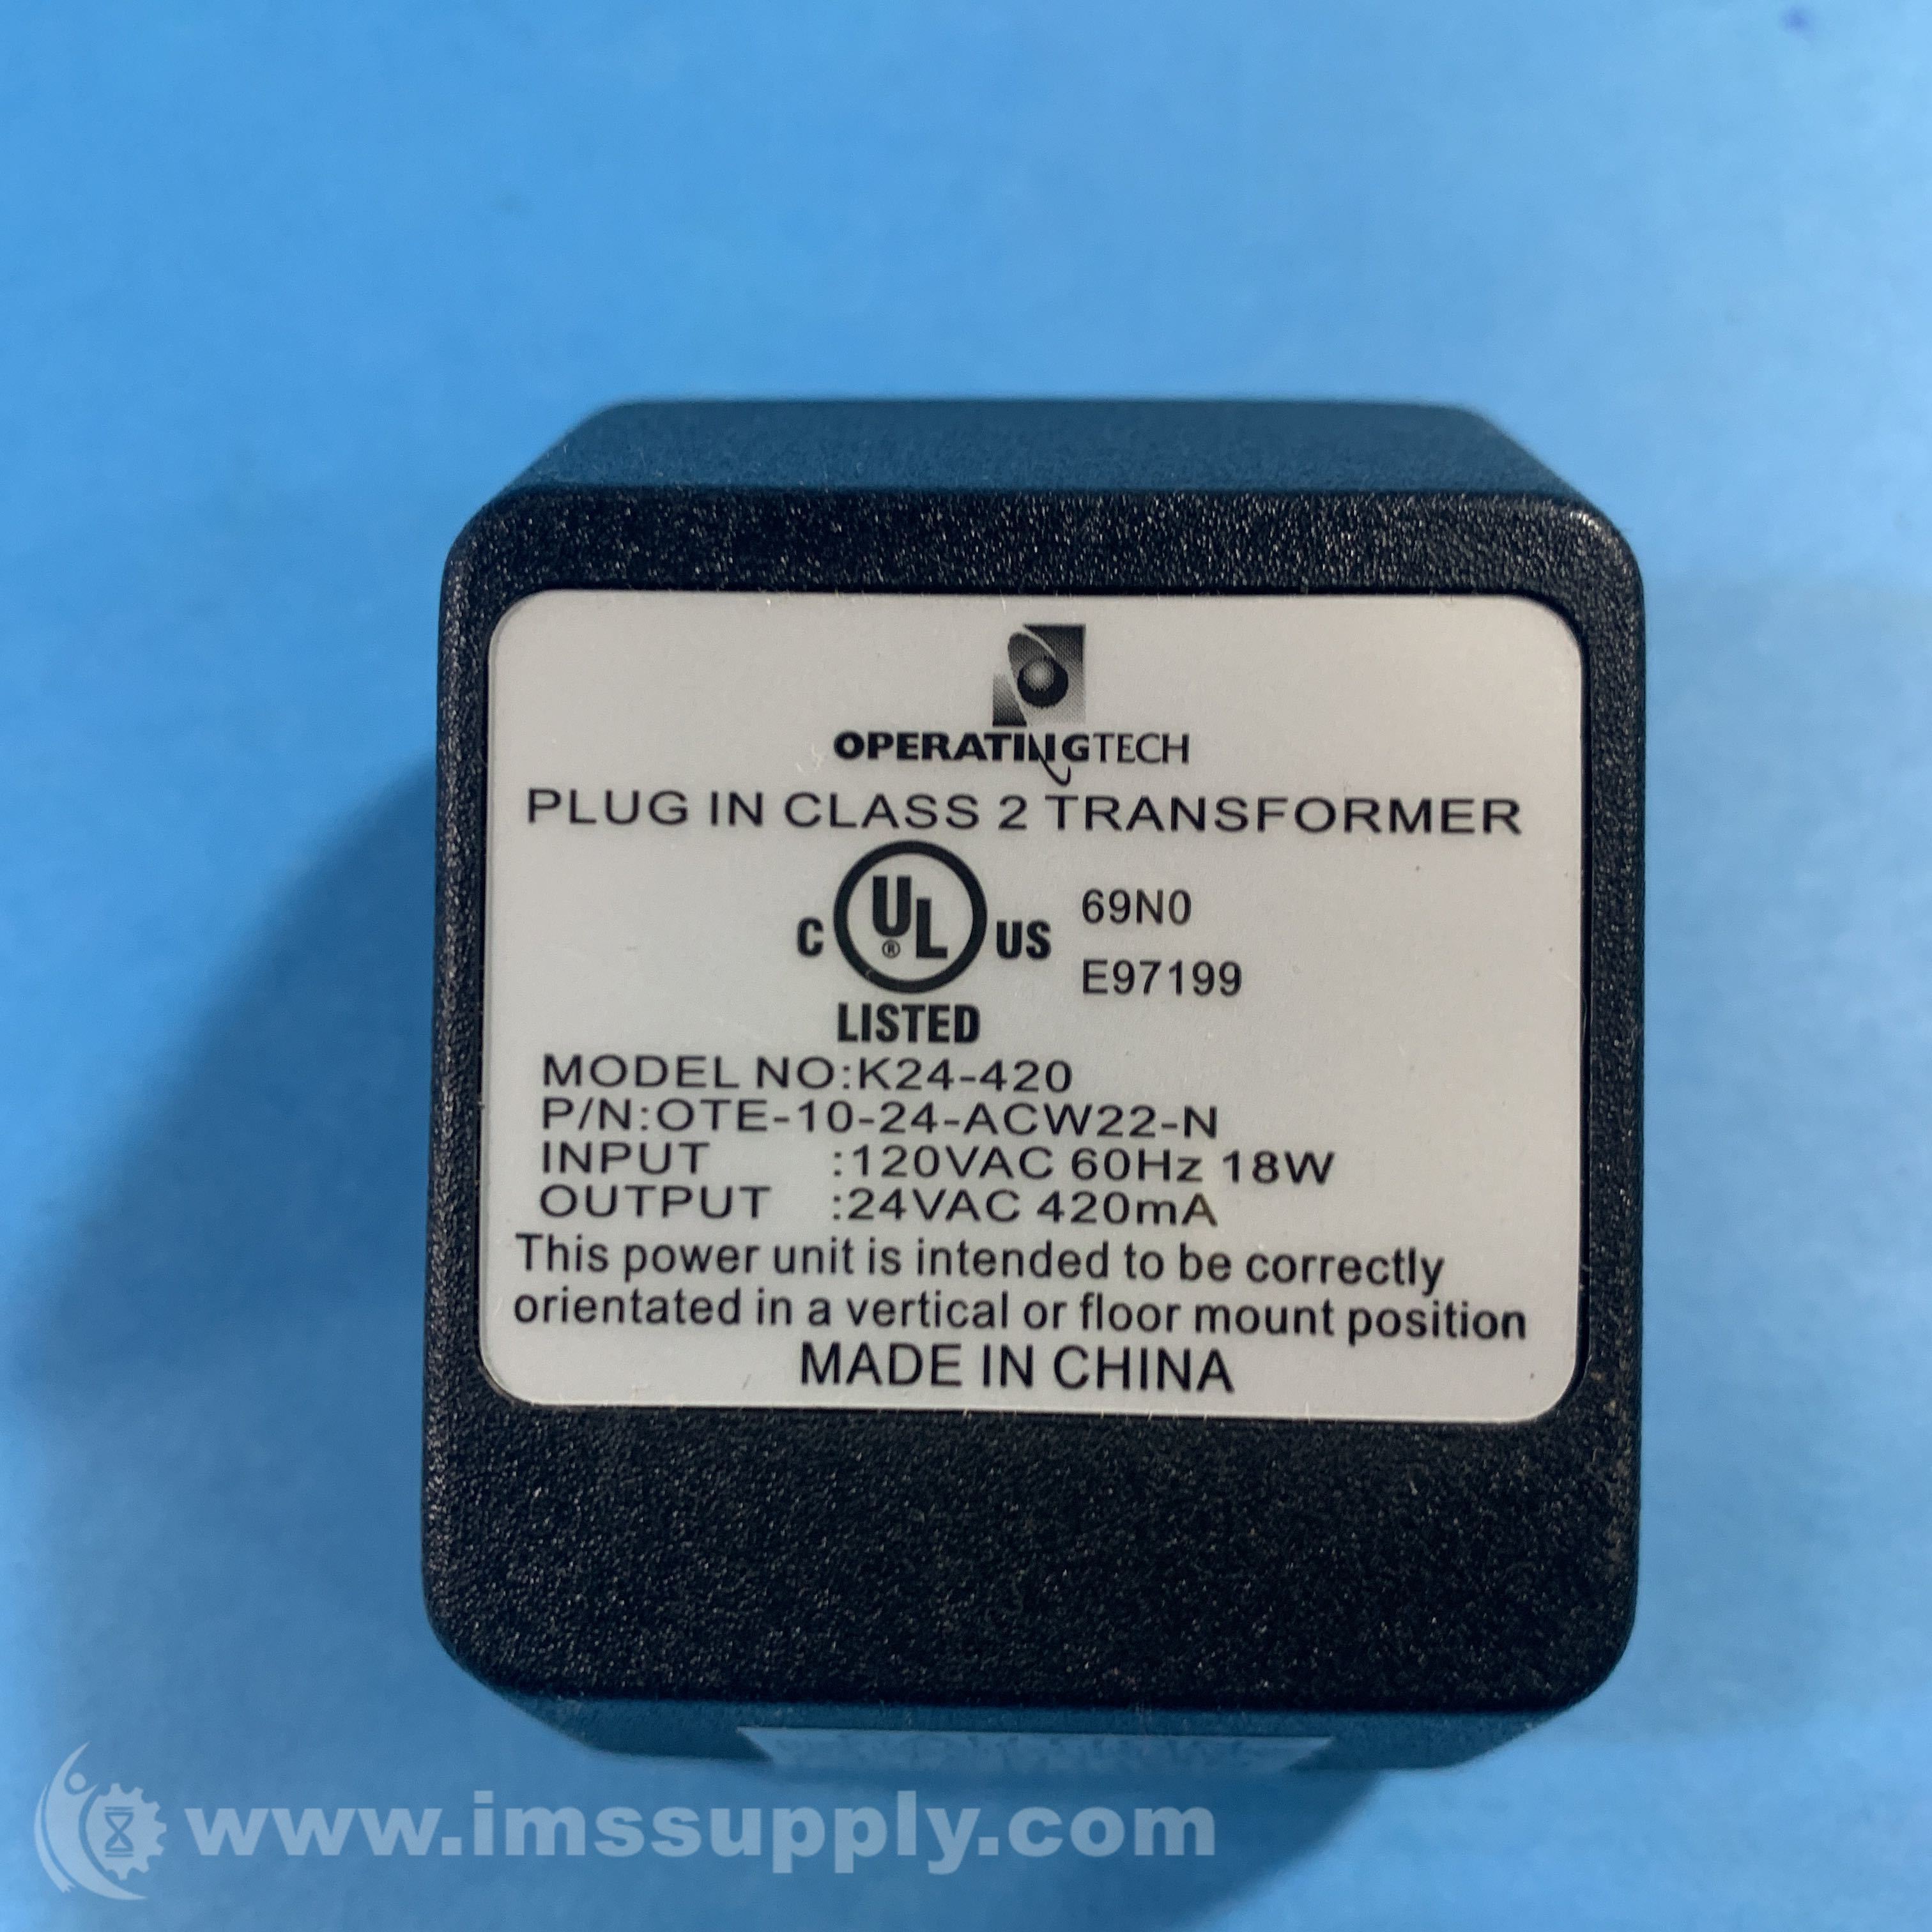 OPERATINGTECH
PLUG IN CLASS 2 TRANSFORMER
C UL® US 69N0
E97199
LISTED
MODEL NO:K24-420
P/N:OTE-10-24-ACW22-N
INPUT :120VAC 60Hz 18W
OUTPUT :24VAC 420mA
This power unit is intended to be correctly
orientated in a vertical or floor mount position
MADE IN CHINA
www.imssupply.com